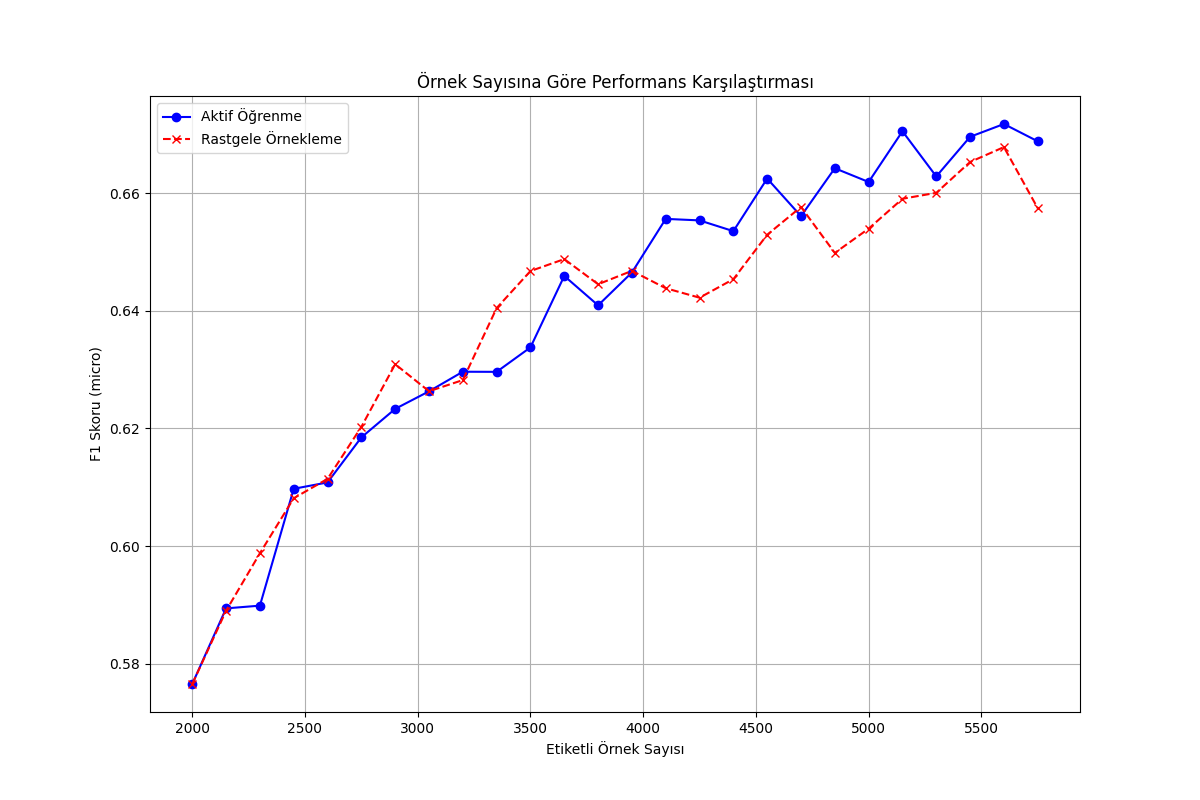 Örnek Sayısına Göre Performans Karşılaştırması
Aktif Öğrenme
Rastgele Örnekleme
F1 Skoru (micro)
0.66
0.64
0.62
0.60
0.58
2000 2500 3000 3500 4000 4500 5000 5500
Etiketli Örnek Sayısı